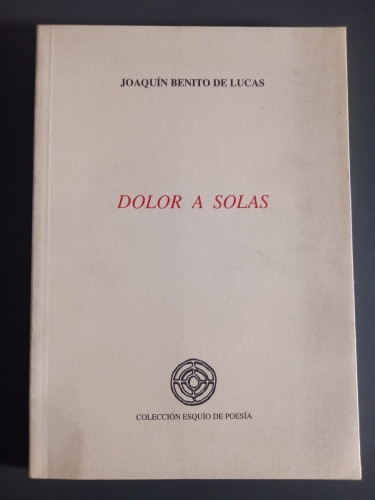 JOAQUÍN BENITO DE LUCAS
DOLOR A SOLAS
COLECCIÓN ESQUÍO DE POESÍA